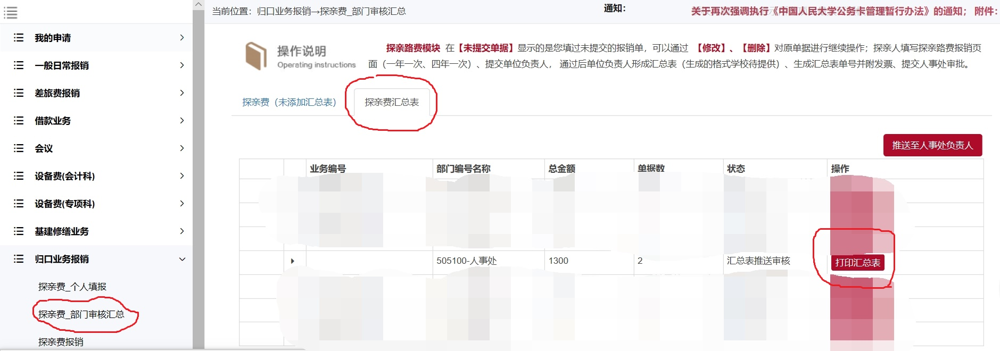 当前位置：归口业务报销→探亲费_部门审核汇总
通知：
关于再次强调执行《中国人民大学公务卡管理暂行办法》的通知； 附件：
我的申请
一般日常报销
差旅费报销
借款业务
会议
设备费(会计科)
设备费(专项科)
基建修缮业务
归口业务报销
探亲费_个人填报
探亲费_部门审核汇总
探亲费报销
操作说明
Operating instructions
探亲路费模块 在【未提交单据】显示的是您填过未提交的报销单，可以通过 【修改】、【删除】对原单据进行继续操作；探亲人填写探亲路费报销页
面（一年一次、四年一次）、提交单位负责人， 通过后单位负责人形成汇总表（生成的格式学校待提供）、生成汇总表单号并附发票、提交人事处审批。
探亲费（未添加汇总表） 探亲费汇总表
推送至人事处负责人
业务编号 部门编号名称 总金额 单据数 状态 操作
505100-人事处 1300 2 汇总表推送审核 打印汇总表